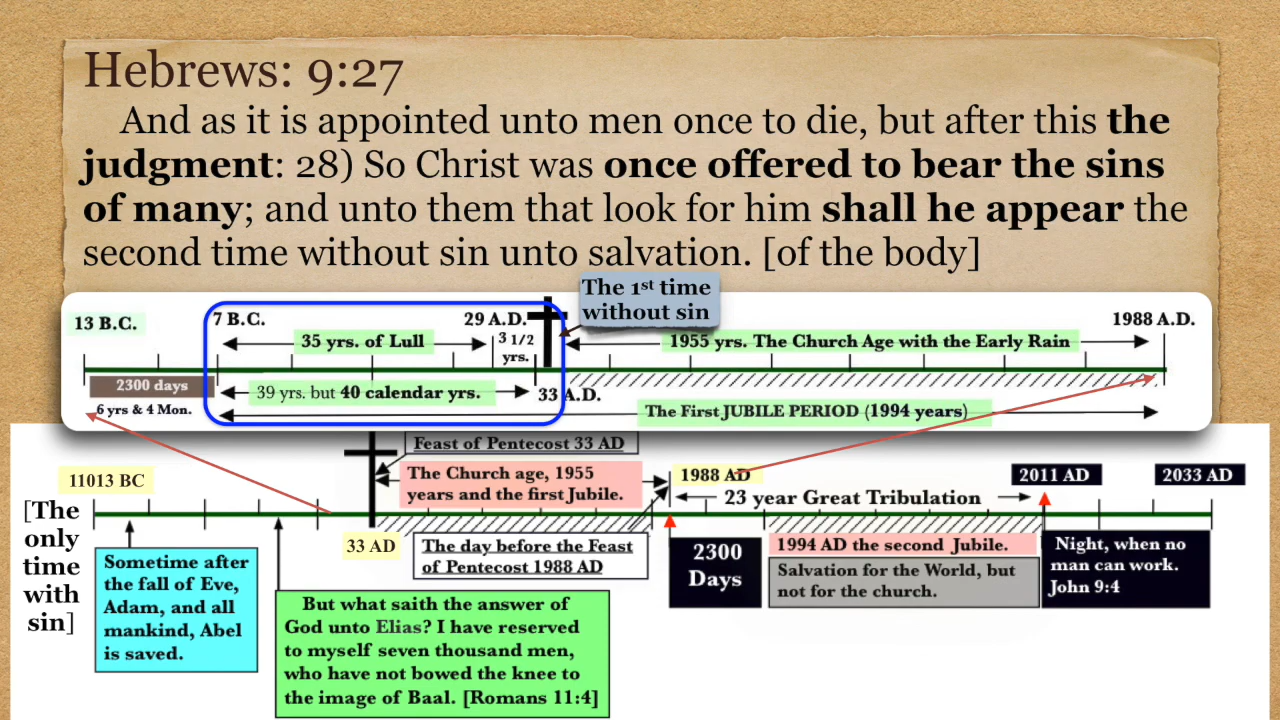 Hebrews: 9:27
And as it is appointed unto men once to die, but after this the
judgment: 28) So Christ was once offered to bear the sins
of many; and unto them that look for him shall he appear the
second time without sin unto salvation. [of the body]
The 1st time
without sin
13 B.C.
7 B.C.
29 A.D.
1988 A.D.
35 yrs. of Lull
3 1/2
yrs.
1955 yrs. The Church Age with the Early Rain
2300 days
39 yrs. but 40 calendar yrs.
33 A.D.
6 yrs & 4 Mon.
The First JUBILE PERIOD (1994 years)
Feast of Pentecost 33 AD
11013 BC
The Church age, 1955
years and the first Jubile.
1988 AD
2011 AD
2033 AD
23 year Great Tribulation
[The
only
time
with
sin]
33 AD
The day before the Feast
of Pentecost 1988 AD
2300
Days
1994 AD the second Jubile.
Salvation for the World, but
not for the church.
Night, when no
man can work.
John 9:4
Sometime after
the fall of Eve,
Adam, and all
mankind, Abel
is saved.
But what saith the answer of
God unto Elias? I have reserved
to myself seven thousand men,
who have not bowed the knee to
the image of Baal. [Romans 11:4]